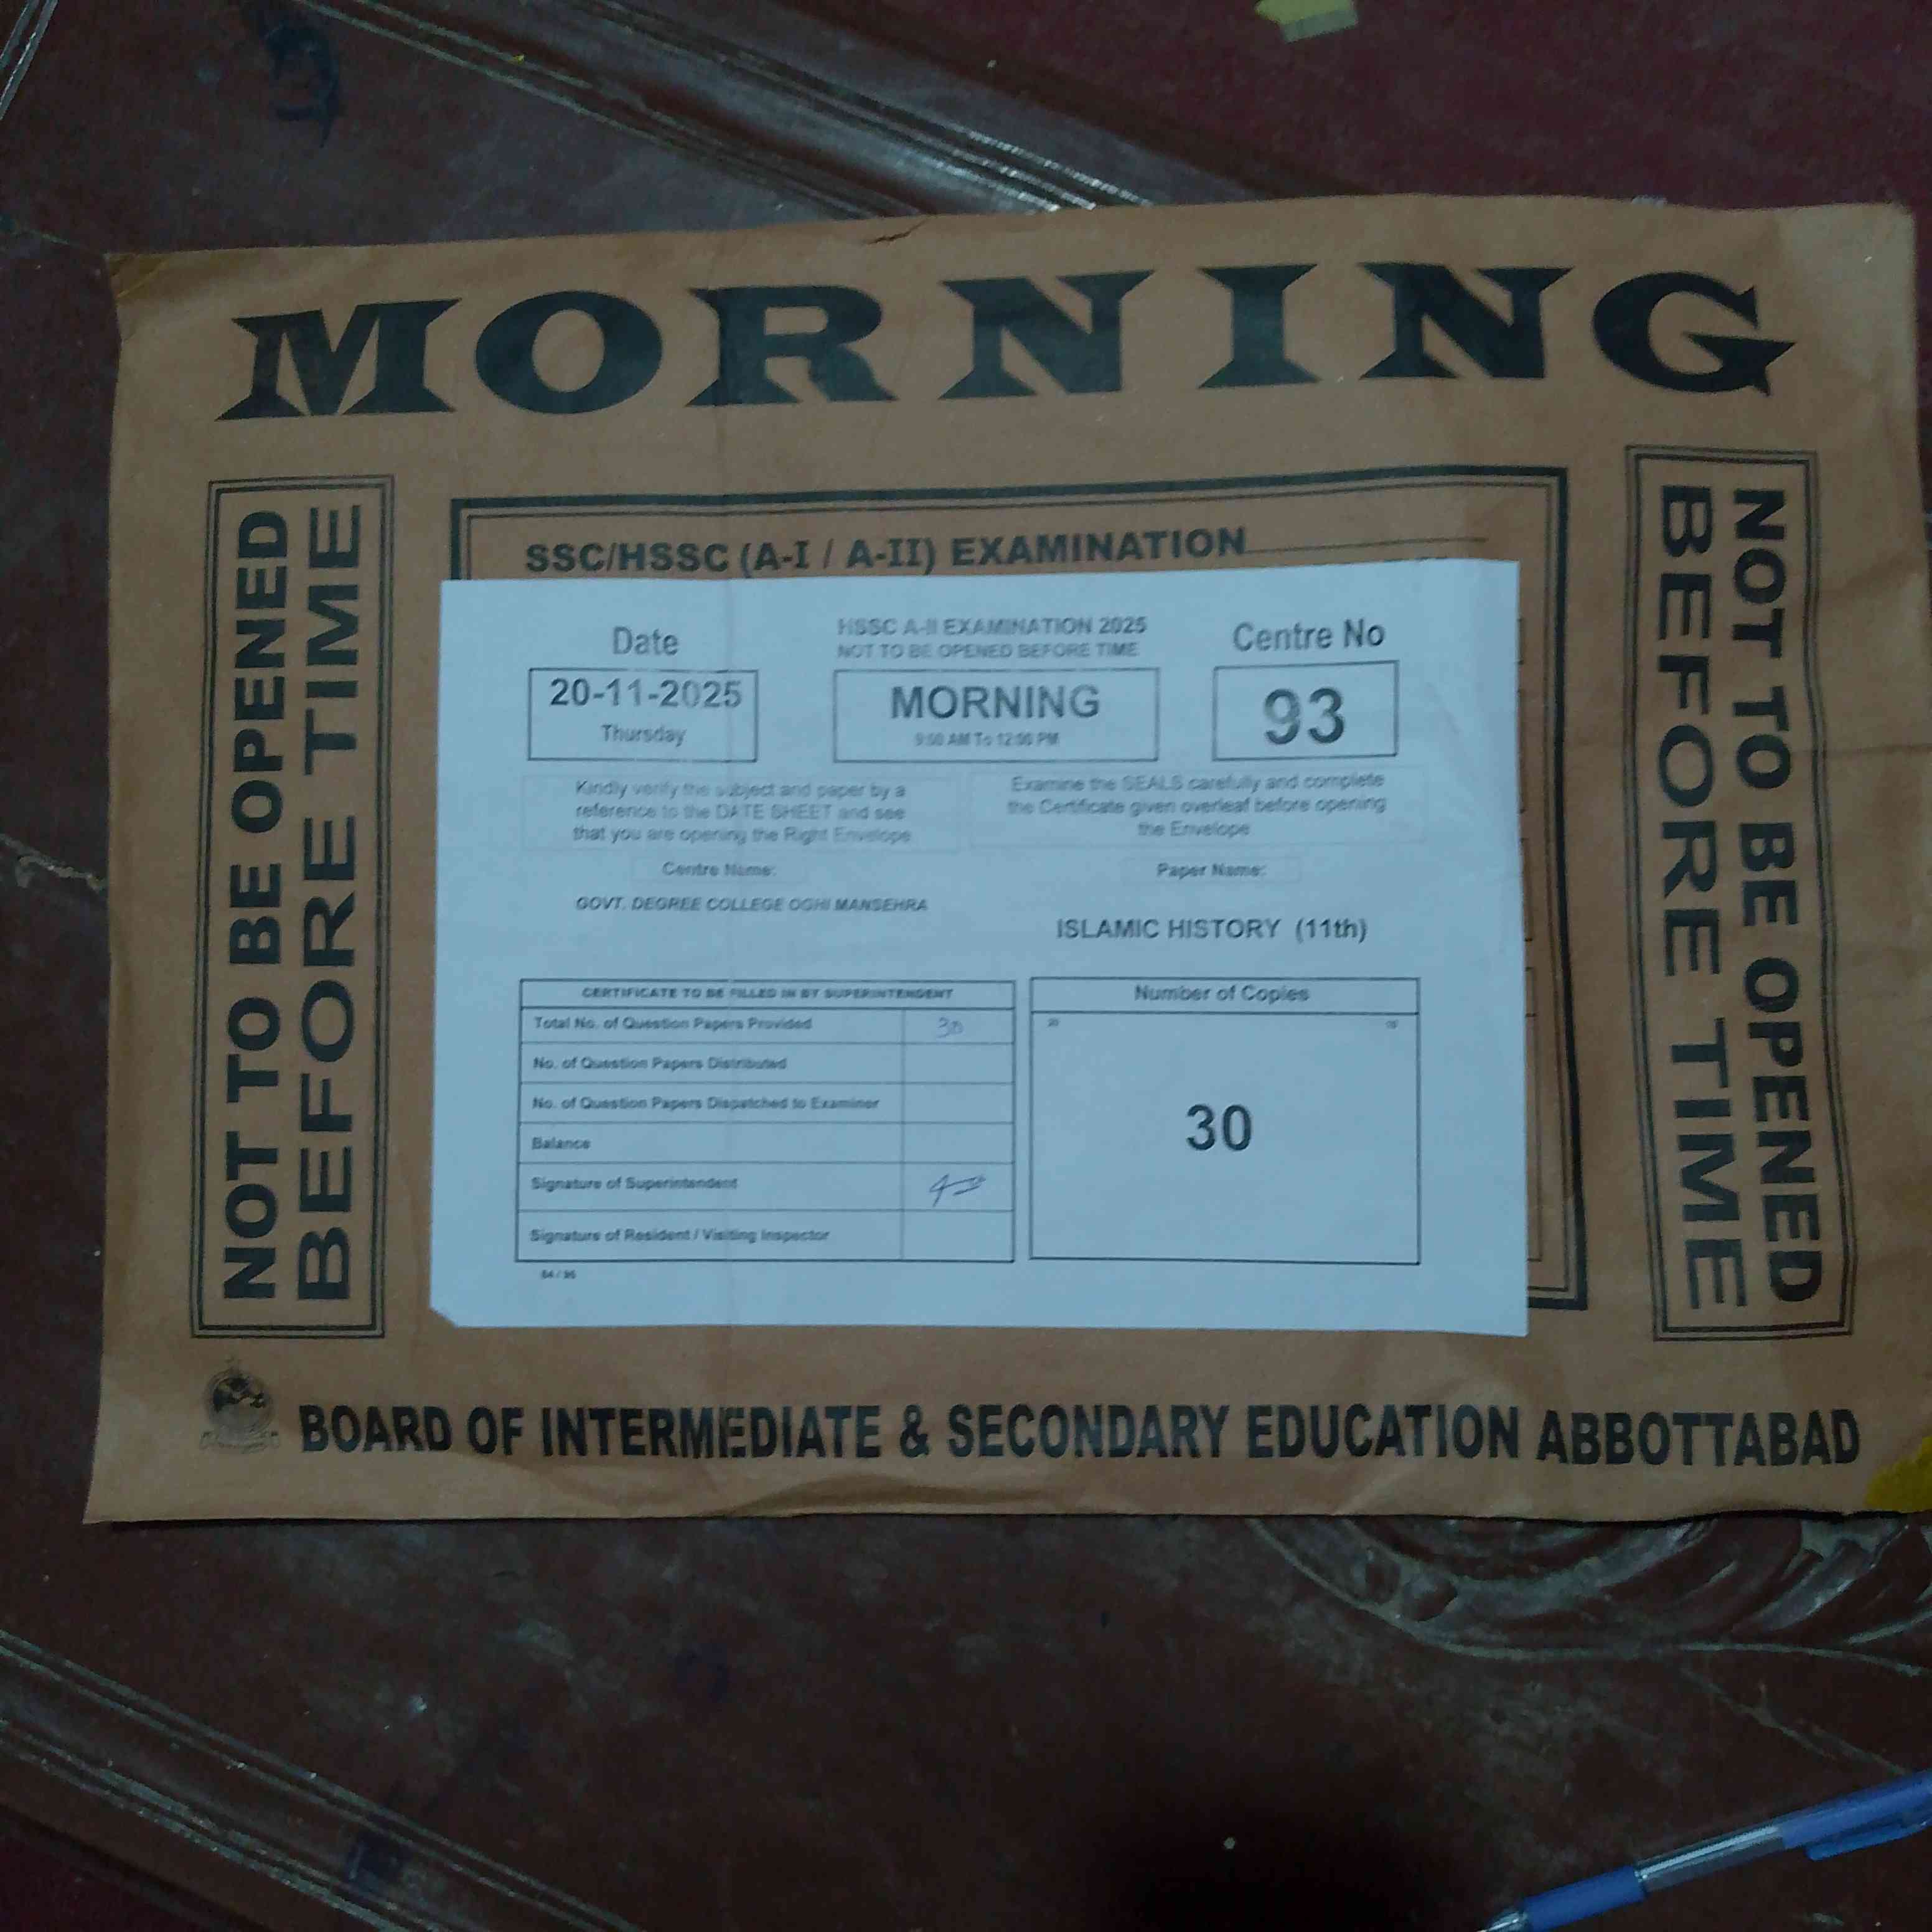 MORNING
NOT TO BE OPENED
BEFORE TIME
SSC/HSSC (A-I / A-II) EXAMINATION
Date
HSSC A-II EXAMINATION 2025
NOT TO BE OPENED BEFORE TIME
Centre No
20-11-2025
Thursday
MORNING
9:00 AM To 12:00 PM
93
Kindly verify the subject and paper by a
reference to the DATE SHEET and see
that you are opening the Right Envelope
Examine the SEALS carefully and complete
the Certificate given overleaf before opening
the Envelope
Centre Name:
Paper Name:
GOVT. DEGREE COLLEGE OGHI MANSEHRA
ISLAMIC HISTORY (11th)
CERTIFICATE TO BE FILLED IN BY SUPERINTENDENT
Total No. of Question Papers Provided 30
No. of Question Papers Distributed
No. of Question Papers Dispatched to Examiner
Balance
Signature of Superintendent
Signature of Resident / Visiting Inspector
Number of Copies
30
NOT TO BE OPENED
BEFORE TIME
BOARD OF INTERMEDIATE & SECONDARY EDUCATION ABBOTTABAD